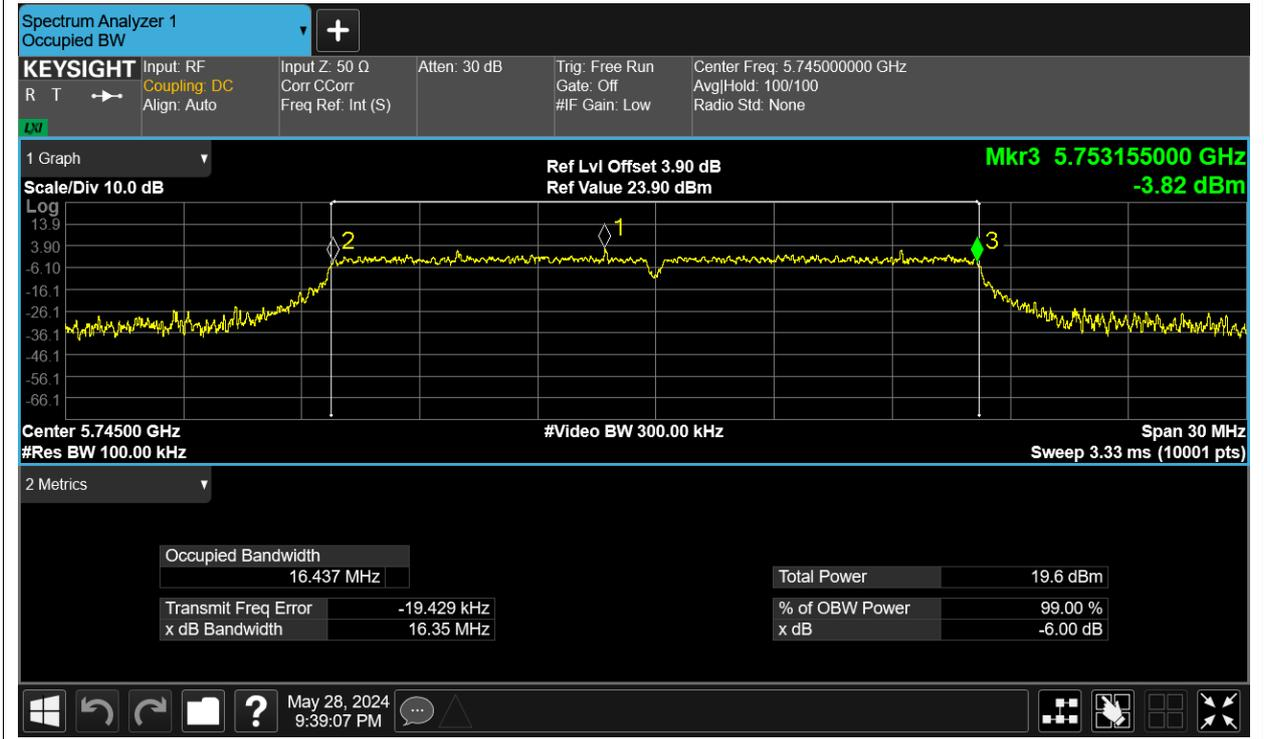 Spectrum Analyzer 1
Occupied BW
+
KEYSIGHT Input: RF Input Z: 50 Ω Atten: 30 dB Trig: Free Run Center Freq: 5.745000000 GHz
R T Coupling: DC Corr CCorr Gate: Off Avg|Hold: 100/100
Align: Auto Freq Ref: Int (S) #IF Gain: Low Radio Std: None
LXI
1 Graph
Ref Lvl Offset 3.90 dB
Mkr3 5.753155000 GHz
Scale/Div 10.0 dB
Ref Value 23.90 dBm
-3.82 dBm
Log
13.9
3.90
-6.10
-16.1
-26.1
-36.1
-46.1
-56.1
-66.1
1
2
3
Center 5.74500 GHz #Video BW 300.00 kHz Span 30 MHz
#Res BW 100.00 kHz Sweep 3.33 ms (10001 pts)
2 Metrics
Occupied Bandwidth
16.437 MHz
Total Power 19.6 dBm
Transmit Freq Error -19.429 kHz % of OBW Power 99.00 %
x dB Bandwidth 16.35 MHz x dB -6.00 dB
?
May 28, 2024
9:39:07 PM